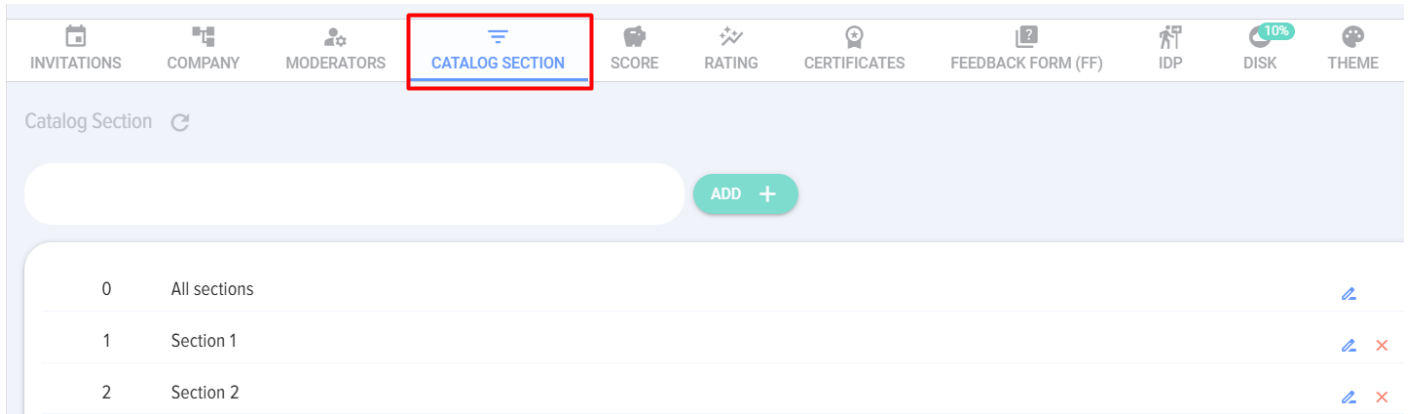 10%
INVITATIONS COMPANY MODERATORS CATALOG SECTION SCORE RATING CERTIFICATES FEEDBACK FORM (FF) IDP DISK THEME
Catalog Section
ADD +
0 All sections
1 Section 1
2 Section 2